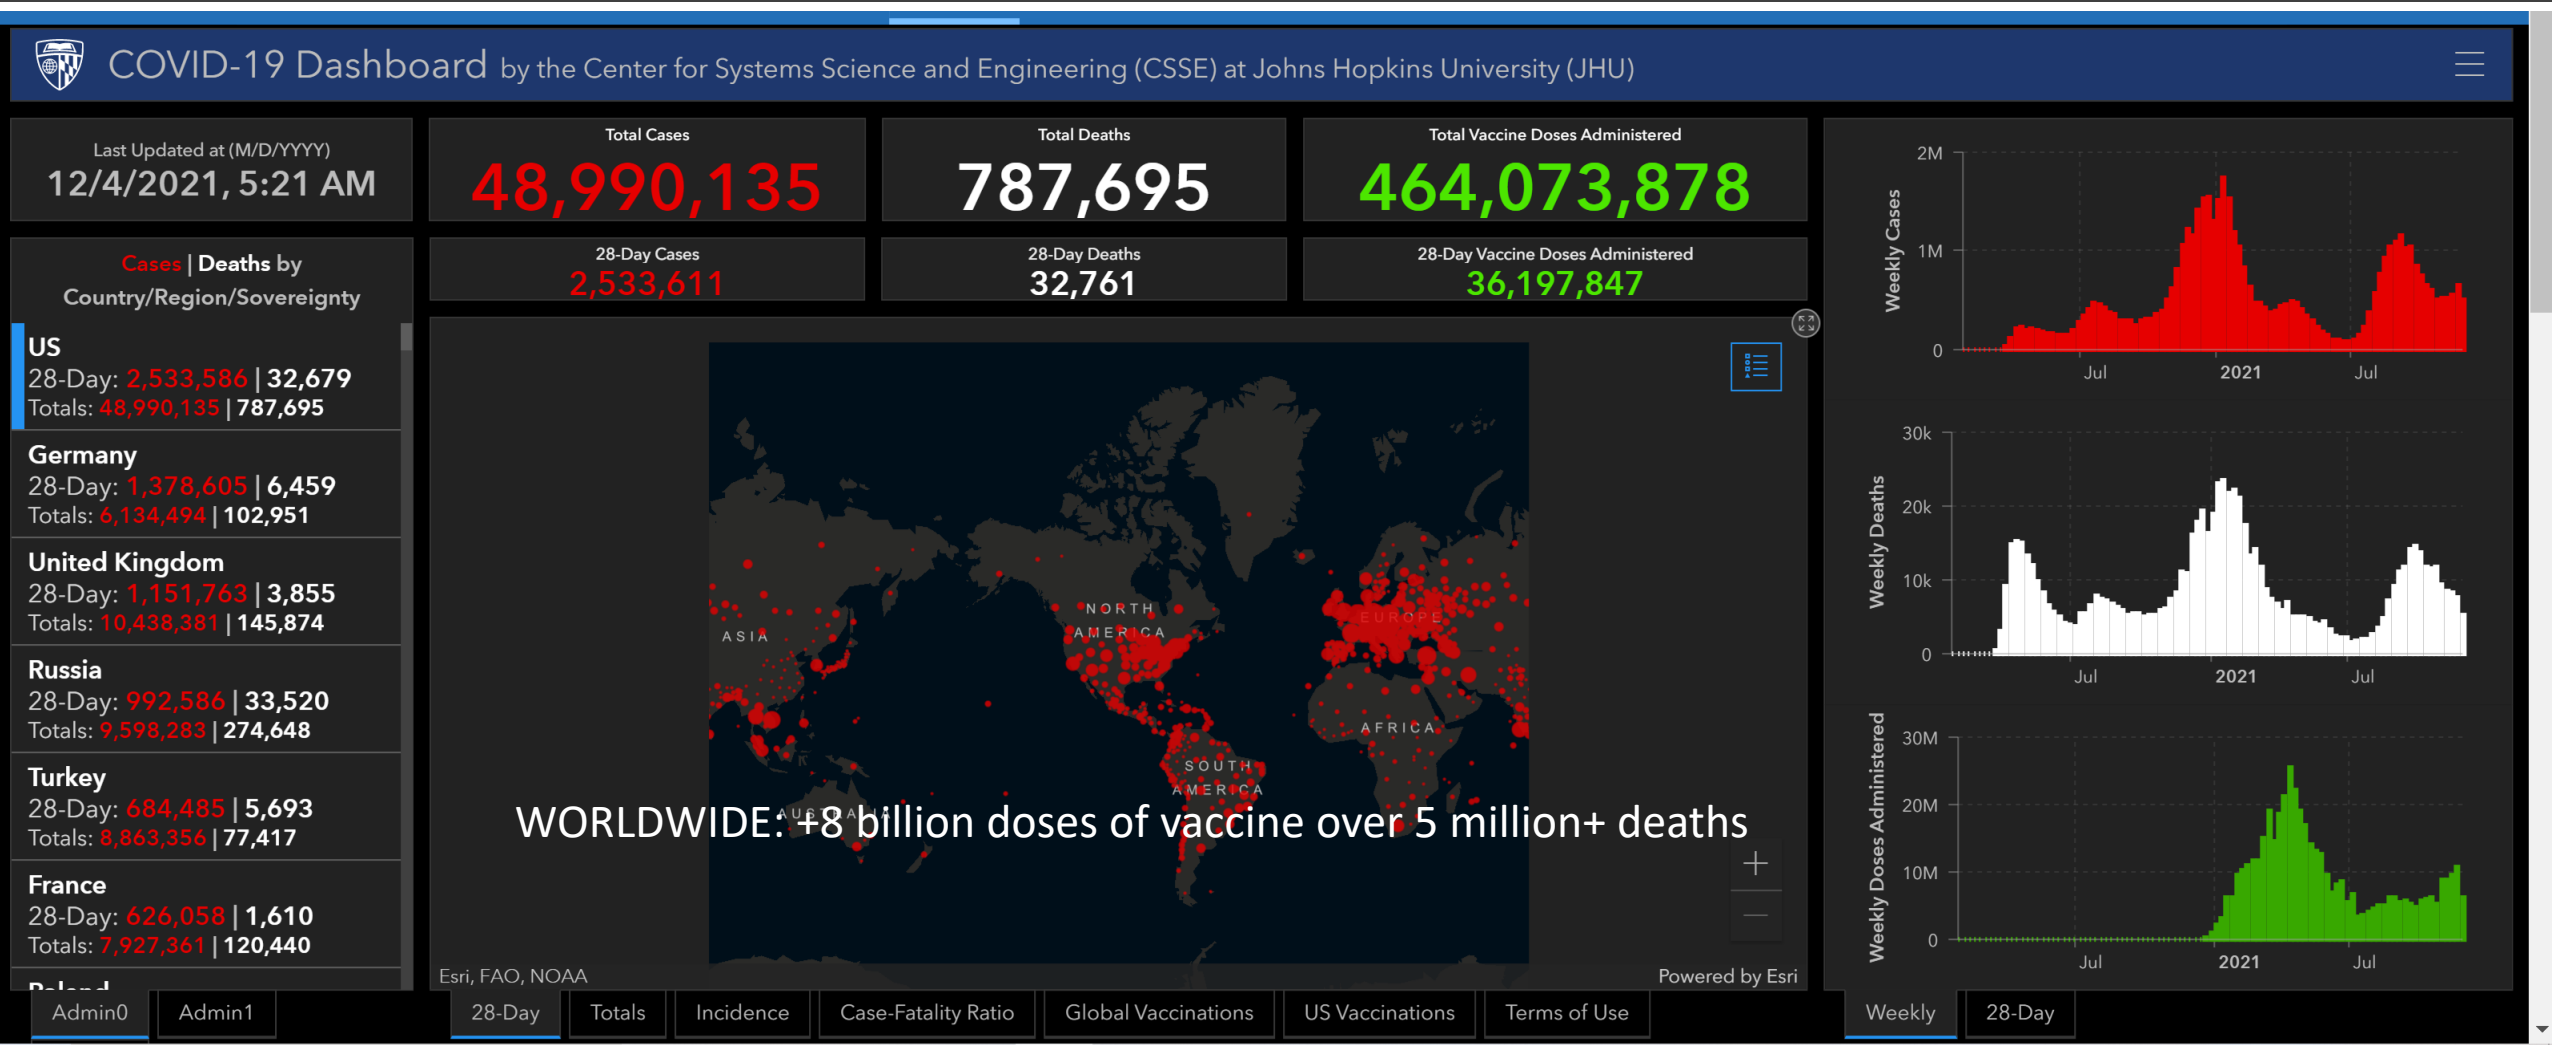 COVID-19 Dashboard by the Center for Systems Science and Engineering (CSSE) at Johns Hopkins University (JHU)
Last Updated at (M/D/YYYY)
12/4/2021, 5:21 AM
Total Cases
48,990,135
Total Deaths
787,695
Total Vaccine Doses Administered
464,073,878
28-Day Cases
2,533,611
28-Day Deaths
32,761
28-Day Vaccine Doses Administered
36,197,847
Cases | Deaths by
Country/Region/Sovereignty
US
28-Day: 2,533,586 | 32,679
Totals: 48,990,135 | 787,695
Germany
28-Day: 1,378,605 | 6,459
Totals: 6,134,494 | 102,951
United Kingdom
28-Day: 1,151,763 | 3,855
Totals: 10,438,381 | 145,874
Russia
28-Day: 992,586 | 33,520
Totals: 9,598,283 | 274,648
Turkey
28-Day: 684,485 | 5,693
Totals: 8,863,356 | 77,417
France
28-Day: 626,058 | 1,610
Totals: 7,927,361 | 120,440
Poland
Admin0 Admin1
NORTH
AMERICA
ASIA
EUROPE
AFRICA
SOUTH
AMERICA
AUSTRALIA
WORLDWIDE: +8 billion doses of vaccine over 5 million+ deaths
+
−
Esri, FAO, NOAA
Powered by Esri
28-Day Totals Incidence Case-Fatality Ratio Global Vaccinations US Vaccinations Terms of Use
Weekly Cases
2M
1M
0
Jul 2021 Jul
Weekly Deaths
30k
20k
10k
0
Jul 2021 Jul
Weekly Doses Administered
30M
20M
10M
0
Jul 2021 Jul
Weekly 28-Day